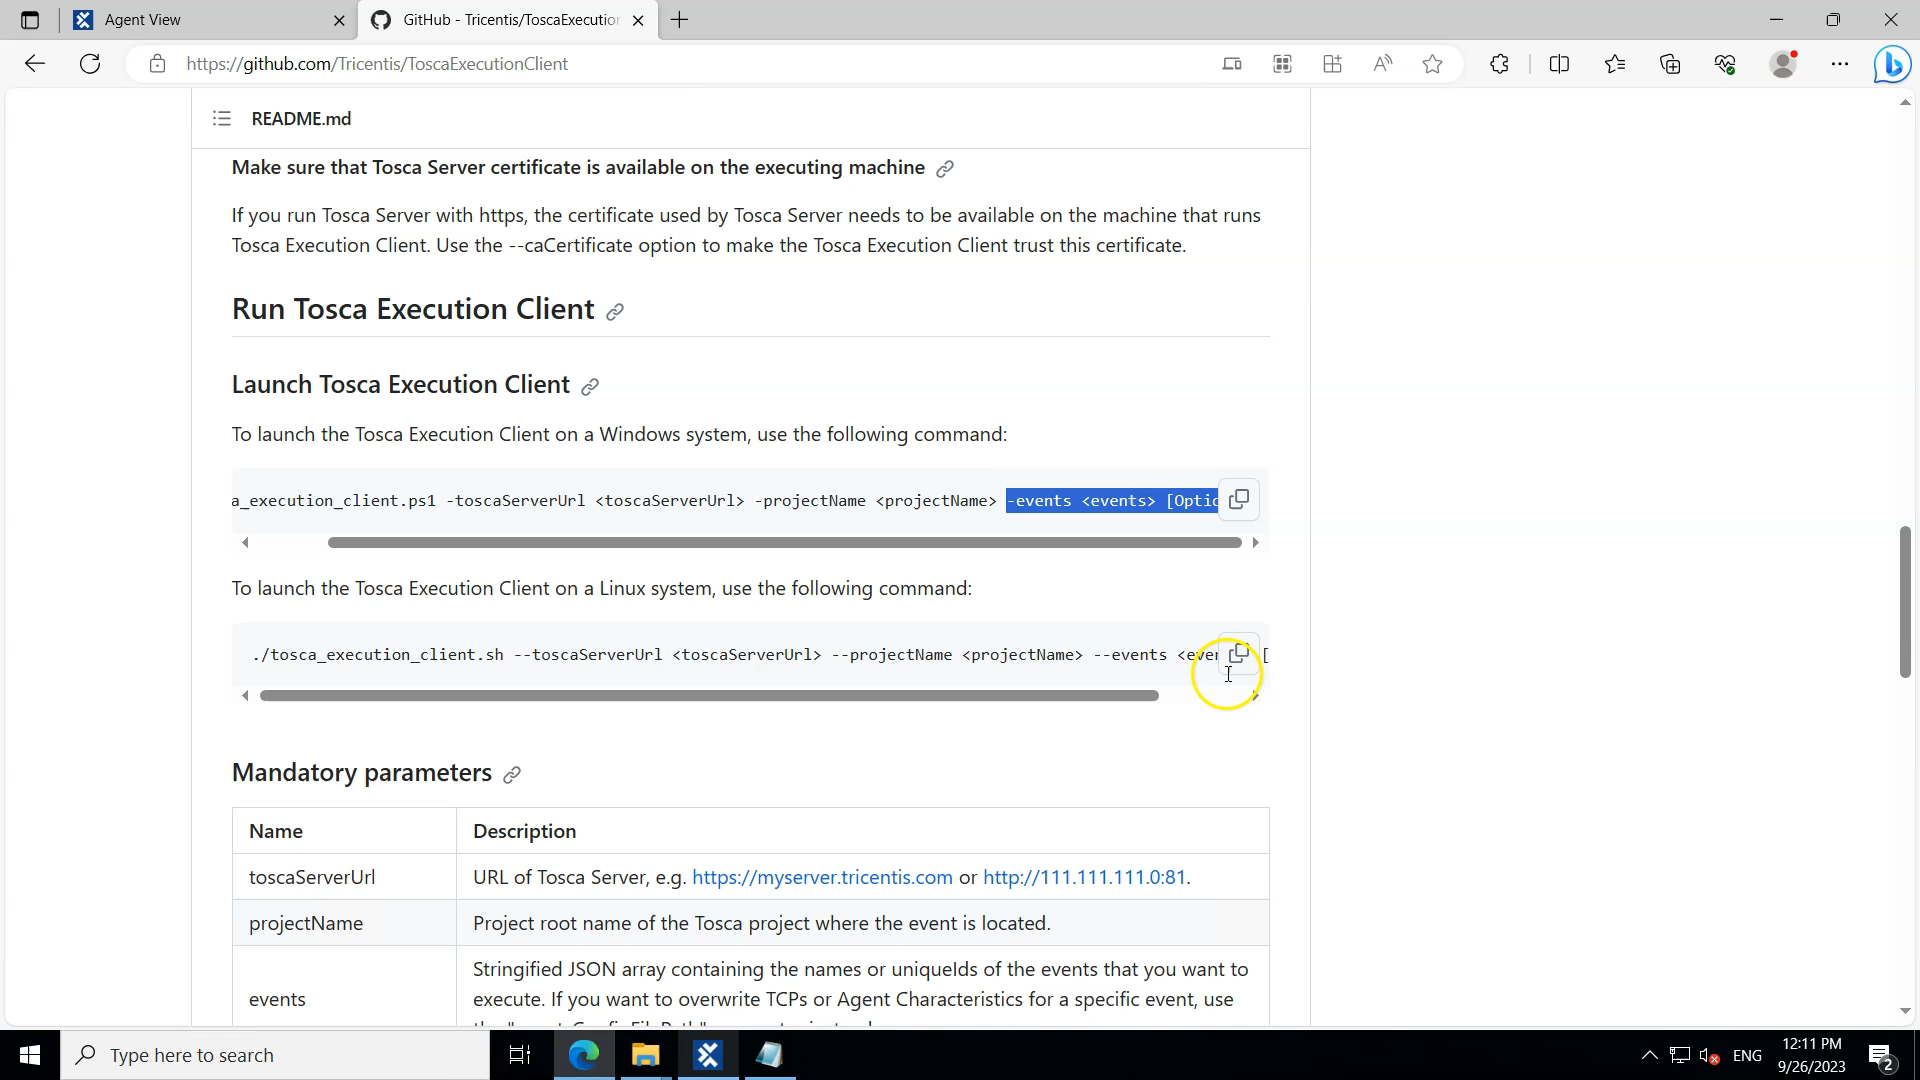 Agent View
GitHub - Tricentis/ToscaExecution
https://github.com/Tricentis/ToscaExecutionClient
README.md
Make sure that Tosca Server certificate is available on the executing machine
If you run Tosca Server with https, the certificate used by Tosca Server needs to be available on the machine that runs
Tosca Execution Client. Use the --caCertificate option to make the Tosca Execution Client trust this certificate.
Run Tosca Execution Client
Launch Tosca Execution Client
To launch the Tosca Execution Client on a Windows system, use the following command:
a_execution_client.ps1 -toscaServerUrl <toscaServerUrl> -projectName <projectName> -events <events> [Optio
To launch the Tosca Execution Client on a Linux system, use the following command:
./tosca_execution_client.sh --toscaServerUrl <toscaServerUrl> --projectName <projectName> --events <even [
Mandatory parameters
Name Description
toscaServerUrl URL of Tosca Server, e.g. https://myserver.tricentis.com or http://111.111.111.0:81.
projectName Project root name of the Tosca project where the event is located.
Stringified JSON array containing the names or uniqueIds of the events that you want to
events execute. If you want to overwrite TCPs or Agent Characteristics for a specific event, use
Type here to search
ENG
12:11 PM
9/26/2023
2